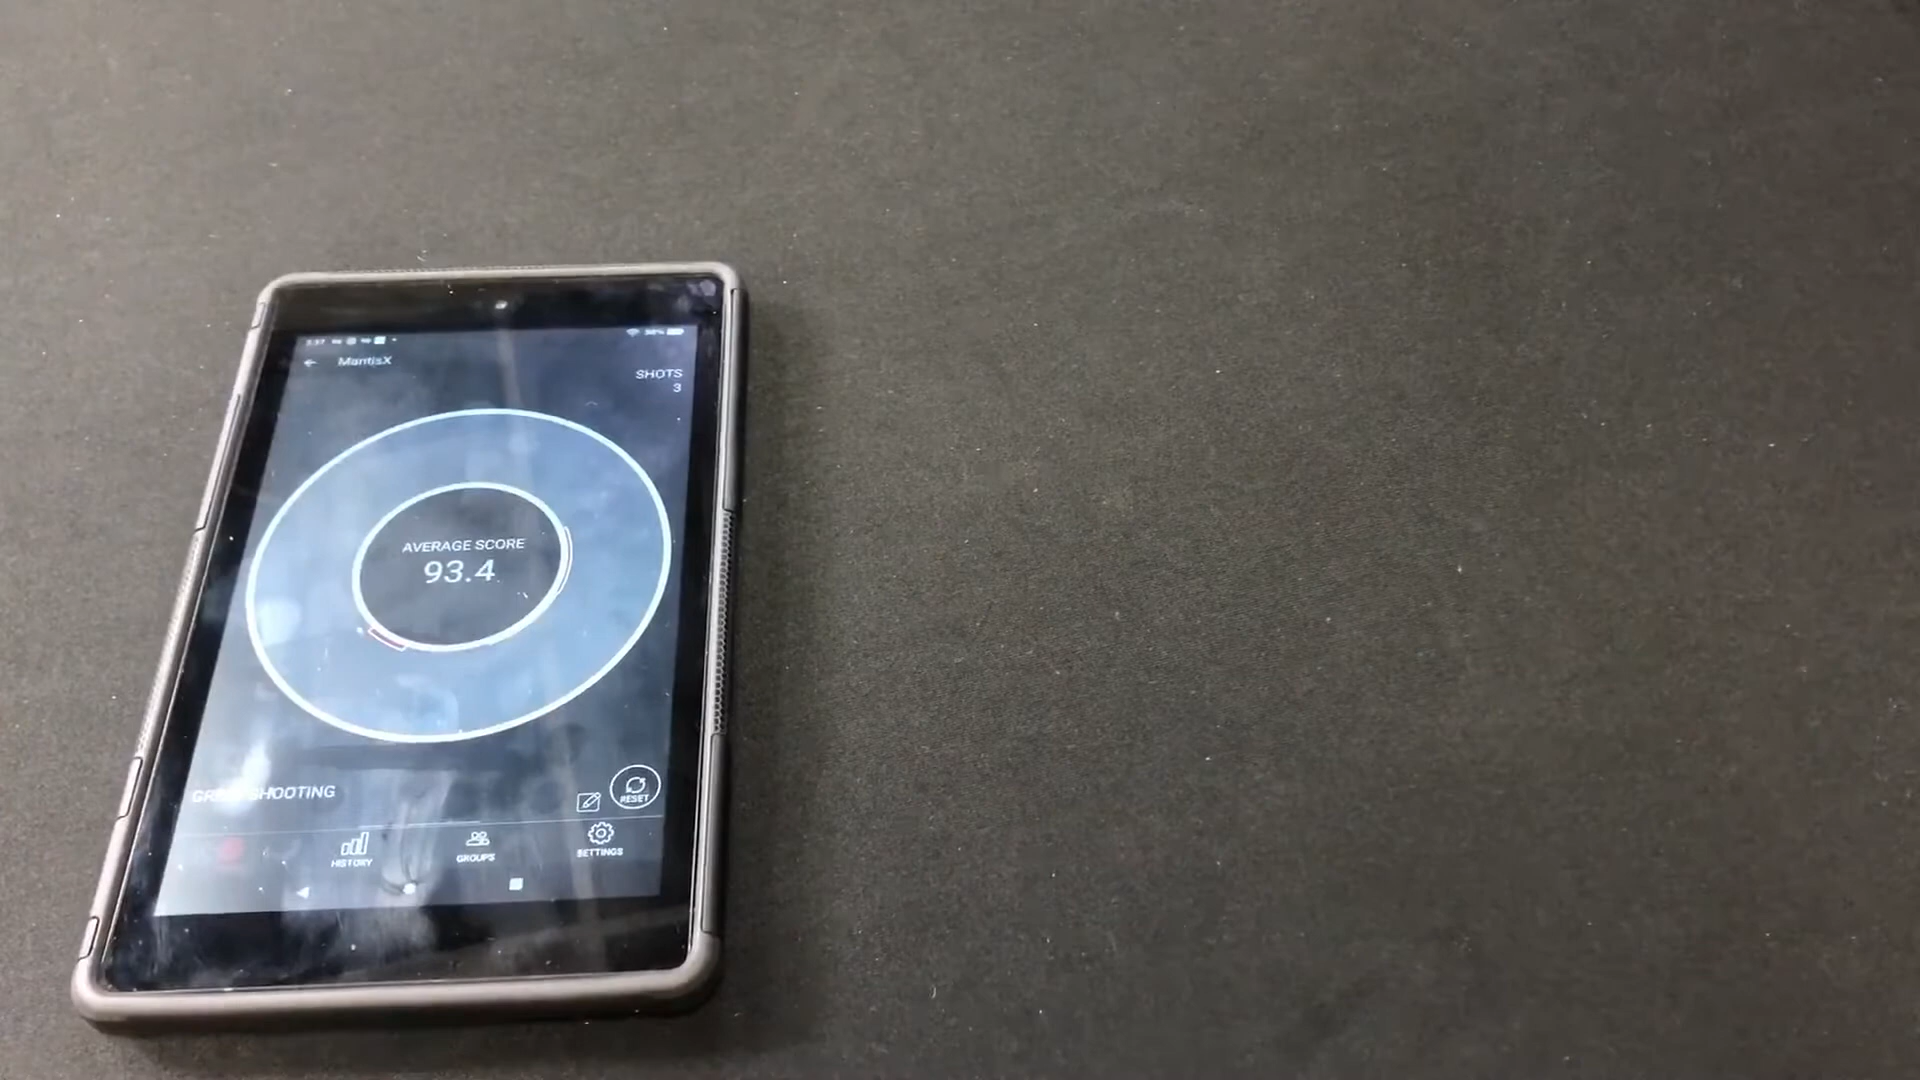 MantisX
SHOTS
3
AVERAGE SCORE
93.4
SHOOTING
RESET
HISTORY
GROUPS
SETTINGS